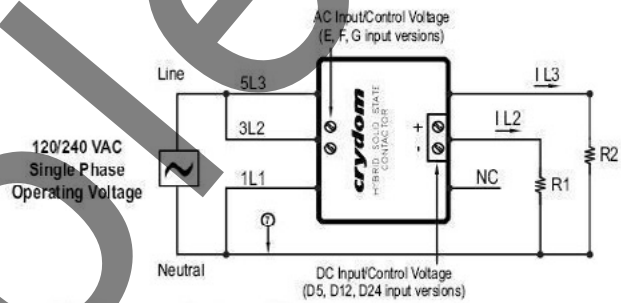 AC Input/Control Voltage
(E, F, G input versions)
Line
5L3
I L3
3L2
I L2
120/240 VAC
Single Phase
Operating Voltage
crydom
HYBRID SOLID STATE
CONTACTOR
+
-
R2
1L1
NC
R1
7
Neutral
DC Input/Control Voltage
(D5, D12, D24 input versions)